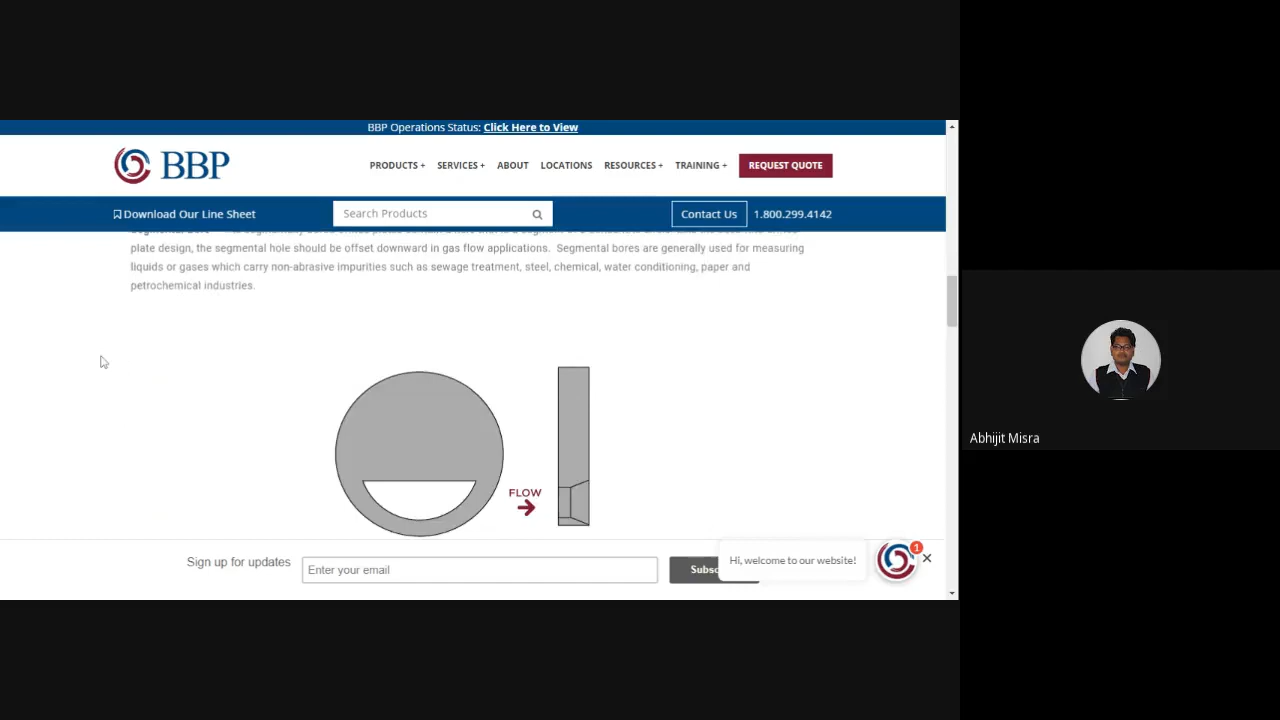 BBP Operations Status: Click Here to View
BBP
PRODUCTS + SERVICES + ABOUT LOCATIONS RESOURCES + TRAINING + REQUEST QUOTE
Download Our Line Sheet Search Products Contact Us 1.800.299.4142
plate design, the segmental hole should be offset downward in gas flow applications. Segmental bores are generally used for measuring
liquids or gases which carry non-abrasive impurities such as sewage treatment, steel, chemical, water conditioning, paper and
petrochemical industries.
FLOW
Sign up for updates Enter your email Subsc
Hi, welcome to our website!
1
Abhijit Misra